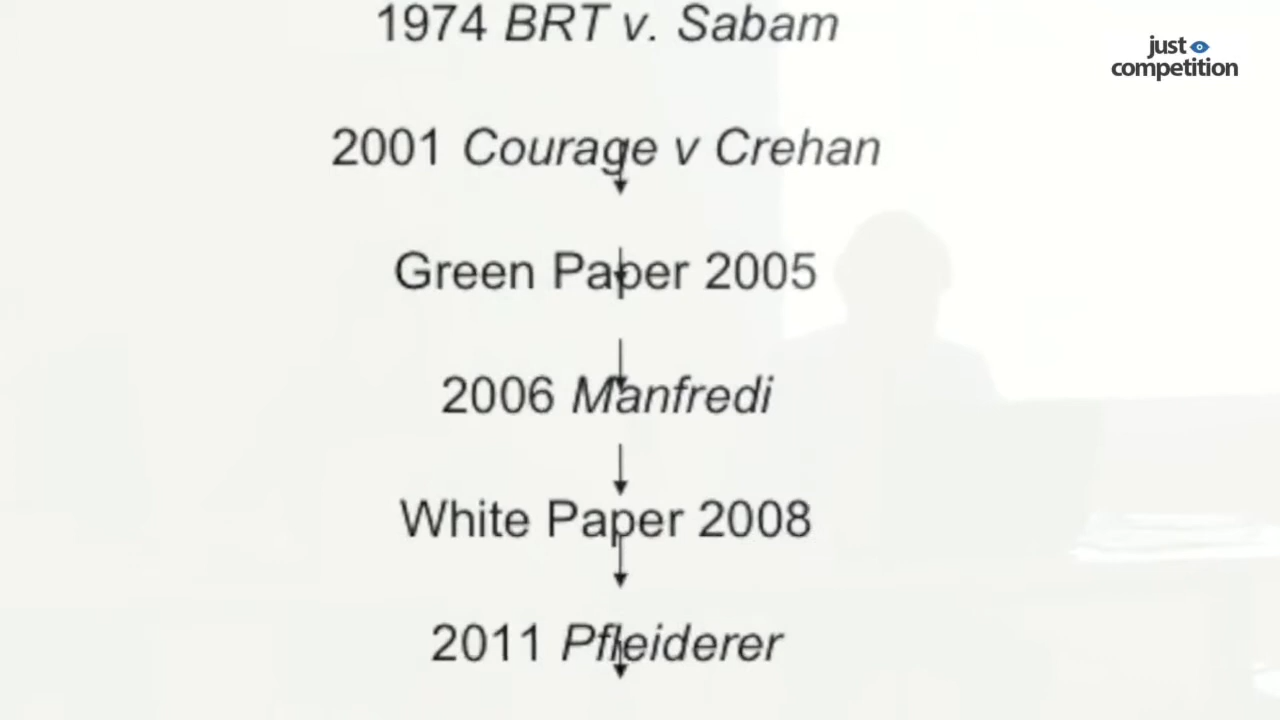 1974 BRT v. Sabam
just
competition
2001 Courage v Crehan
Green Paper 2005
2006 Manfredi
White Paper 2008
2011 Pfleiderer